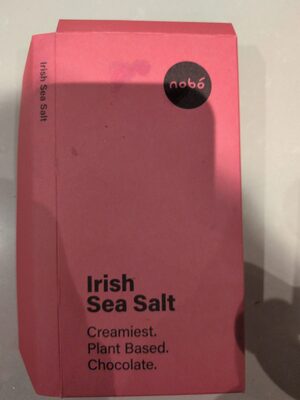 Irish Sea Salt
nobó
Irish
Sea Salt
Creamiest.
Plant Based.
Chocolate.